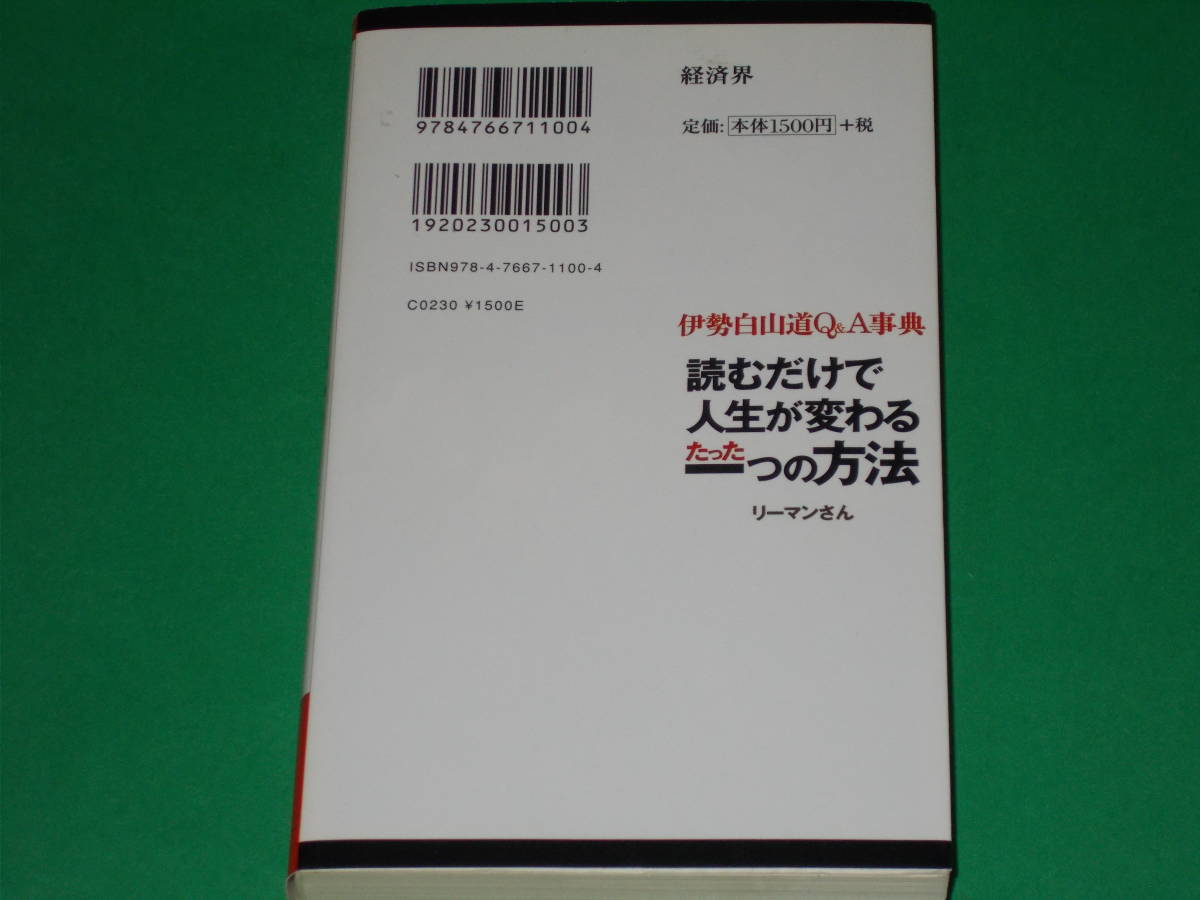 9784766711004
1920230015003
ISBN978-4-7667-1100-4
C0230 ¥1500E
経済界
定価:本体1500円+税
伊勢白山道Q&A事典
読むだけで
人生が変わる
たった
一つの方法
リーマンさん